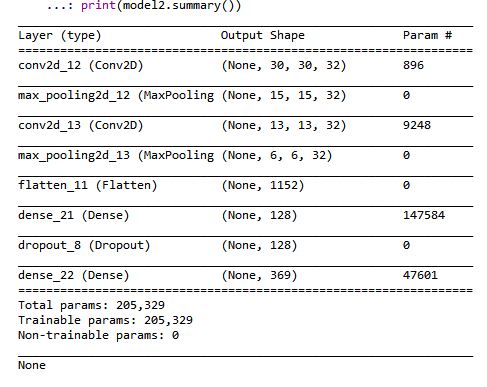 ...: print(model2.summary())
Layer (type) Output Shape Param #
=================================================================
conv2d_12 (Conv2D) (None, 30, 30, 32) 896
max_pooling2d_12 (MaxPooling (None, 15, 15, 32) 0
conv2d_13 (Conv2D) (None, 13, 13, 32) 9248
max_pooling2d_13 (MaxPooling (None, 6, 6, 32) 0
flatten_11 (Flatten) (None, 1152) 0
dense_21 (Dense) (None, 128) 147584
dropout_8 (Dropout) (None, 128) 0
dense_22 (Dense) (None, 369) 47601
=================================================================
Total params: 205,329
Trainable params: 205,329
Non-trainable params: 0
None